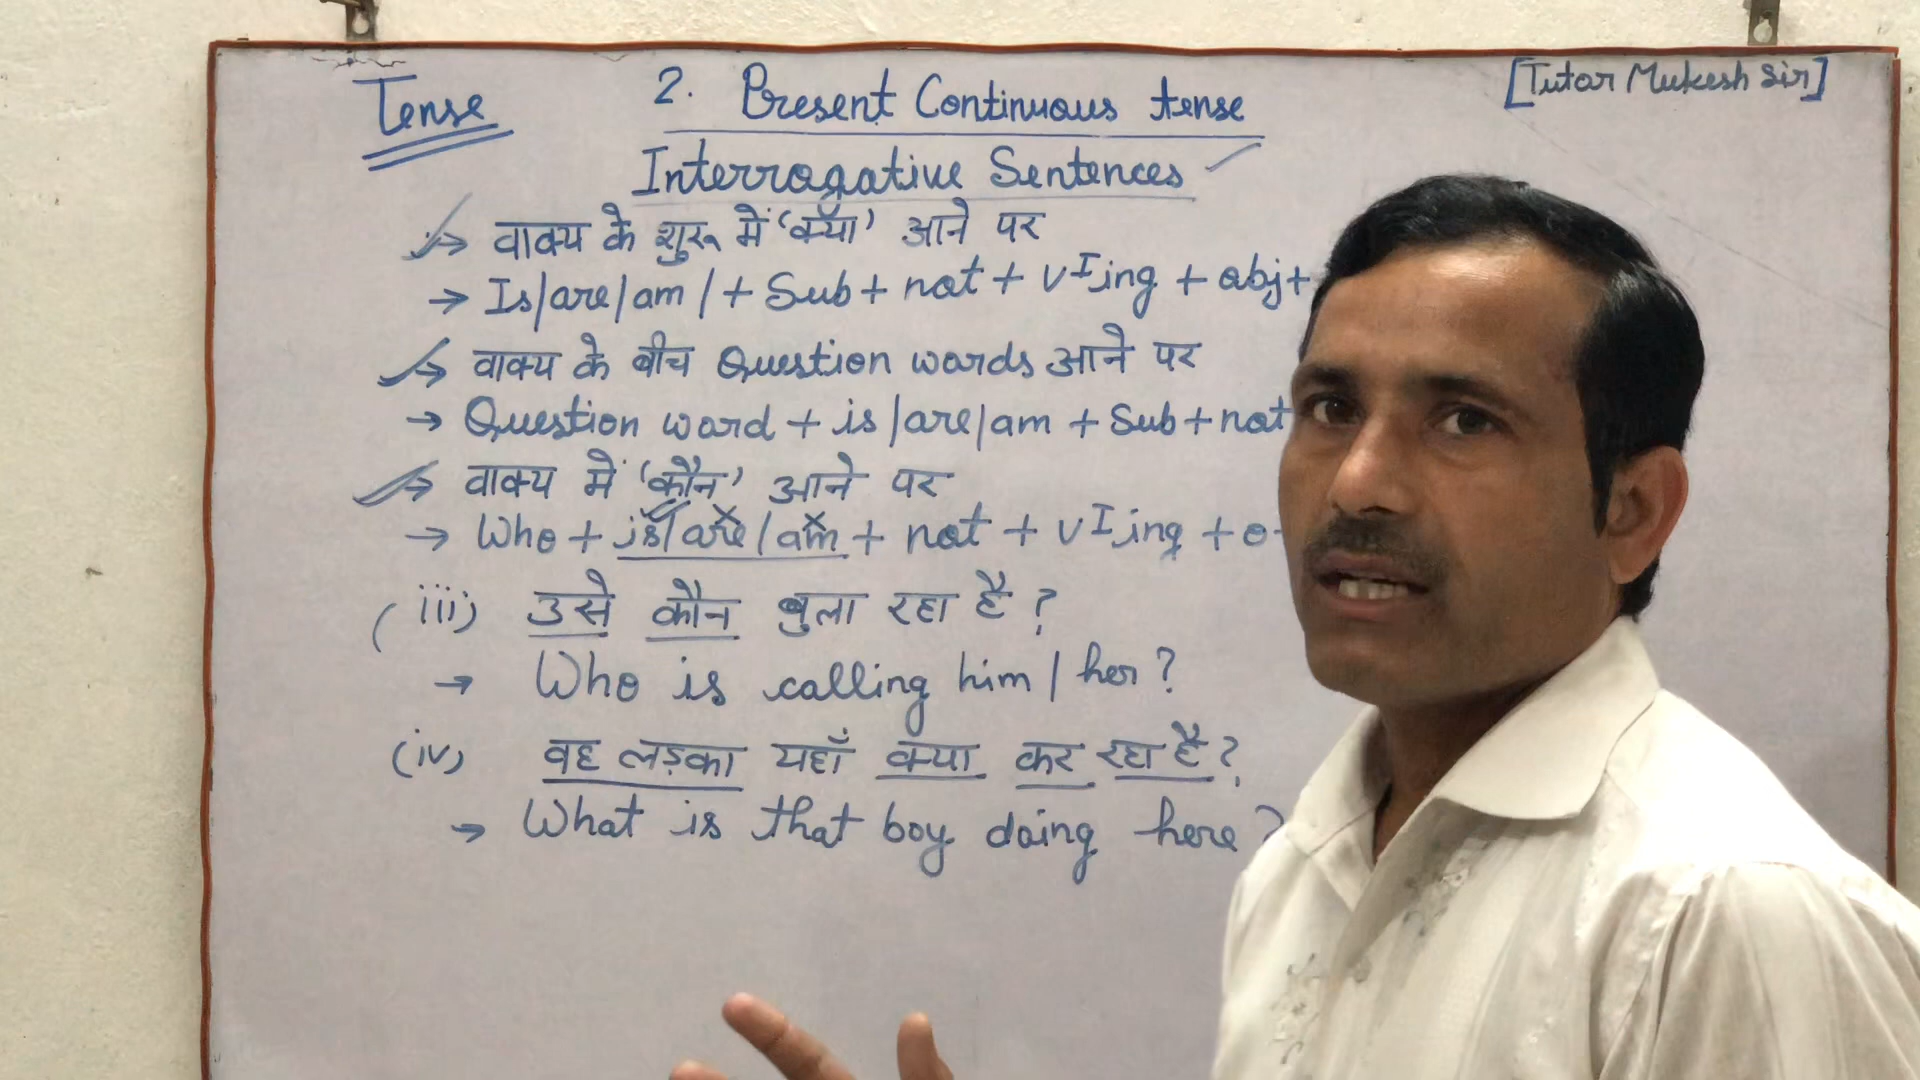 Tense
2. Present Continuous tense
[Tutor Mukesh Sir]
Interrogative Sentences
→ वाक्य के शुरू में 'क्या' आने पर
→ Is/are/am/+ Sub + not + VIing + obj+
→ वाक्य के बीच Question words आने पर
→ Question word + is/are/am + Sub + not
→ वाक्य में 'कौन' आने पर
→ Who + is/are/am + not + VIing + o
(iii) उसे कौन बुला रहा है ?
→ Who is calling him / her ?
(iv) वह लड़का यहाँ क्या कर रहा है ?
→ What is that boy doing here ?